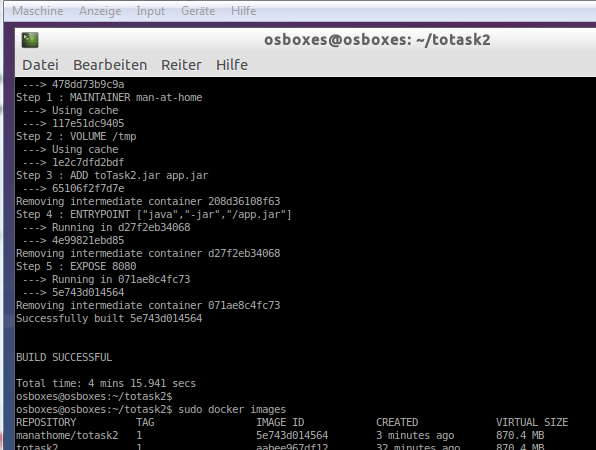 Maschine Anzeige Input Geräte Hilfe
osboxes@osboxes: ~/totask2
Datei Bearbeiten Reiter Hilfe
---> 478dd73b9c9a
Step 1 : MAINTAINER man-at-home
---> Using cache
---> 117e51dc9405
Step 2 : VOLUME /tmp
---> Using cache
---> 1e2c7dfd2bdf
Step 3 : ADD toTask2.jar app.jar
---> 65106f2f7d7e
Removing intermediate container 208d36108f63
Step 4 : ENTRYPOINT ["java","-jar","/app.jar"]
---> Running in d27f2eb34068
---> 4e99821ebd85
Removing intermediate container d27f2eb34068
Step 5 : EXPOSE 8080
---> Running in 071ae8c4fc73
---> 5e743d014564
Removing intermediate container 071ae8c4fc73
Successfully built 5e743d014564
BUILD SUCCESSFUL
Total time: 4 mins 15.941 secs
osboxes@osboxes:~/totask2$
osboxes@osboxes:~/totask2$ sudo docker images
REPOSITORY TAG IMAGE ID CREATED VIRTUAL SIZE
manathome/totask2 1 5e743d014564 3 minutes ago 870.4 MB
totask2 1 aabee967df12 32 minutes ago 870.4 MB